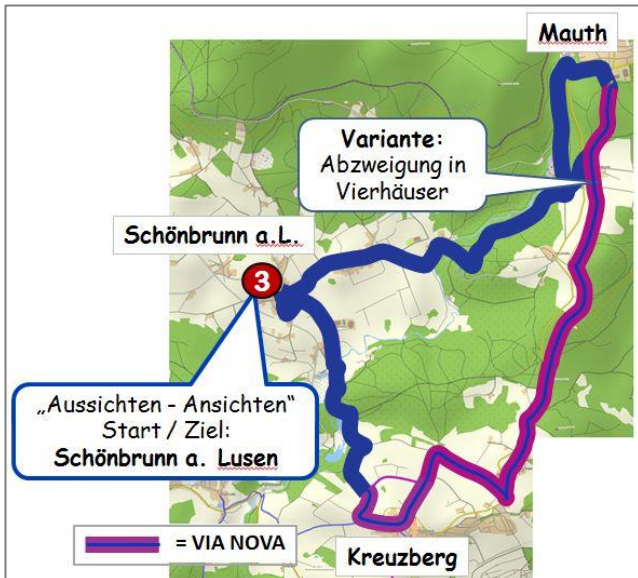 Mauth
Variante:
Abzweigung in
Vierhäuser
Schönbrunn a.L.
3
„Aussichten - Ansichten“
Start / Ziel:
Schönbrunn a. Lusen
= VIA NOVA
Kreuzberg